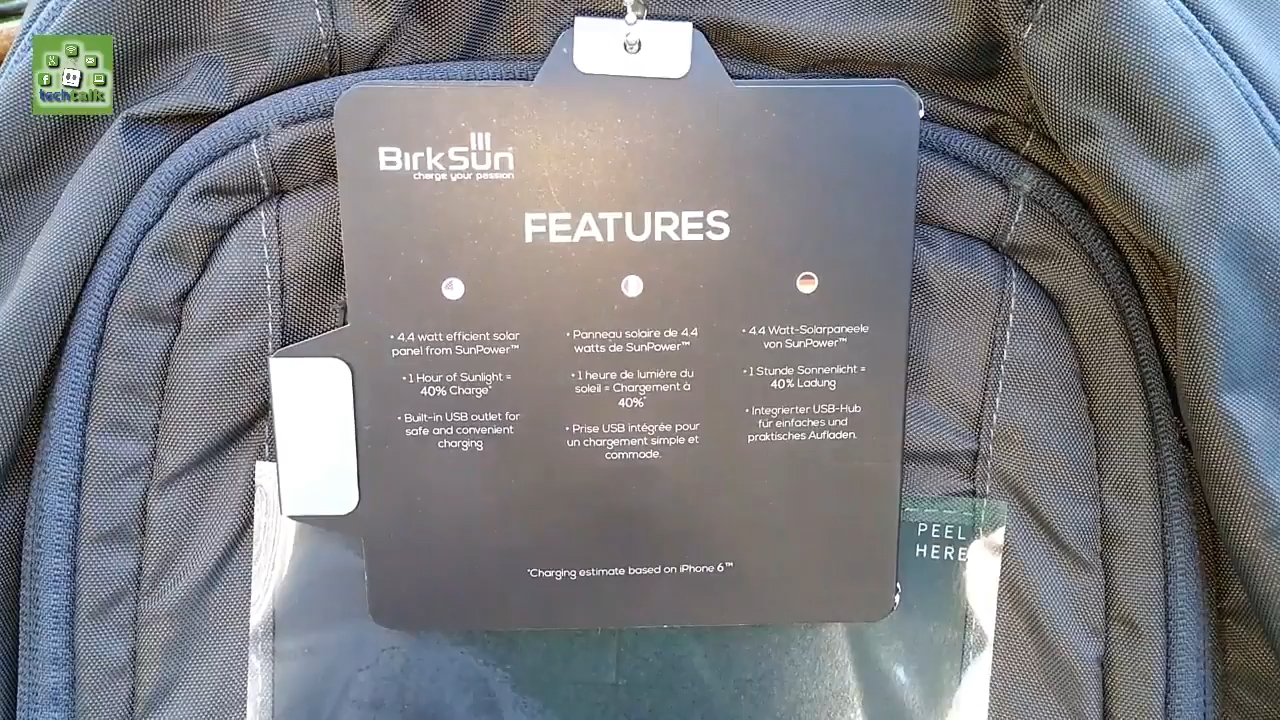 techtalk
BirkSun
charge your passion
FEATURES
• 4.4 watt efficient solar
panel from SunPower™
• 1 Hour of Sunlight =
40% Charge*
• Built-in USB outlet for
safe and convenient
charging
• Panneau solaire de 4.4
watts de SunPower™
• 1 heure de lumière du
soleil = Chargement à
40%*
• Prise USB intégrée pour
un chargement simple et
commode.
• 4.4 Watt-Solarpaneele
von SunPower™
• 1 Stunde Sonnenlicht =
40% Ladung
• Integrierter USB-Hub
für einfaches und
praktisches Aufladen.
*Charging estimate based on iPhone 6™
PEEL
HERE